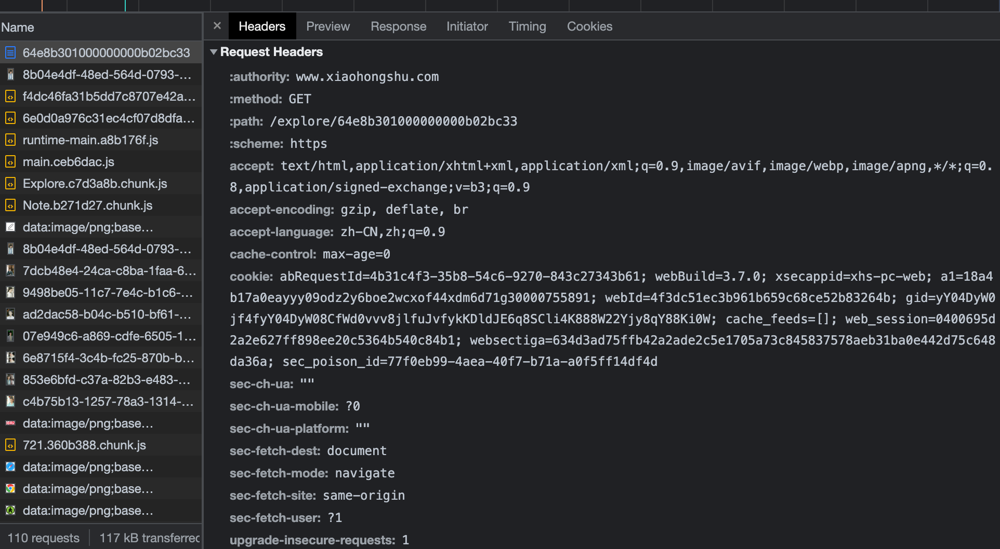 Name
64e8b301000000000b02bc33
8b04e4df-48ed-564d-0793-...
f4dc46fa31b5dd7c8707e42a...
6e0d0a976c31ec4cf07d8dfa...
runtime-main.a8b176f.js
main.ceb6dac.js
Explore.c7d3a8b.chunk.js
Note.b271d27.chunk.js
data:image/png;base...
8b04e4df-48ed-564d-0793-...
7dcb48e4-24ca-c8ba-1faa-6...
9498be05-11c7-7e4c-b1c6-...
ad2dac58-b04c-b510-bf61-...
07e949c6-a869-cdfe-6505-1...
6e8715f4-3c4b-fc25-870b-b...
853e6bfd-c37a-82b3-e483-...
c4b75b13-1257-78a3-1314-...
data:image/png;base...
721.360b388.chunk.js
data:image/png;base...
data:image/png;base...
data:image/png;base...
110 requests
117 kB transferred
× Headers Preview Response Initiator Timing Cookies
Request Headers
:authority: www.xiaohongshu.com
:method: GET
:path: /explore/64e8b301000000000b02bc33
:scheme: https
accept: text/html,application/xhtml+xml,application/xml;q=0.9,image/avif,image/webp,image/apng,*/*;q=0.
8,application/signed-exchange;v=b3;q=0.9
accept-encoding: gzip, deflate, br
accept-language: zh-CN,zh;q=0.9
cache-control: max-age=0
cookie: abRequestId=4b31c4f3-35b8-54c6-9270-843c27343b61; webBuild=3.7.0; xsecappid=xhs-pc-web; a1=18a4
b17a0eayyy09odz2y6boe2wcxof44xdm6d71g30000755891; webId=4f3dc51ec3b961b659c68ce52b83264b; gid=yY04DyW0
jf4fyY04DyW08CfWd0vvv8jlfuJvfykKDldJE6q8SCli4K888W22Yjy8qY88Ki0W; cache_feeds=[]; web_session=0400695d
2a2e627ff898ee20c5364b540c84b1; websectiga=634d3ad75ffb42a2ade2c5e1705a73c845837578aeb31ba0e442d75c648
da36a; sec_poison_id=77f0eb99-4aea-40f7-b71a-a0f5ff14df4d
sec-ch-ua: ""
sec-ch-ua-mobile: ?0
sec-ch-ua-platform: ""
sec-fetch-dest: document
sec-fetch-mode: navigate
sec-fetch-site: same-origin
sec-fetch-user: ?1
upgrade-insecure-requests: 1